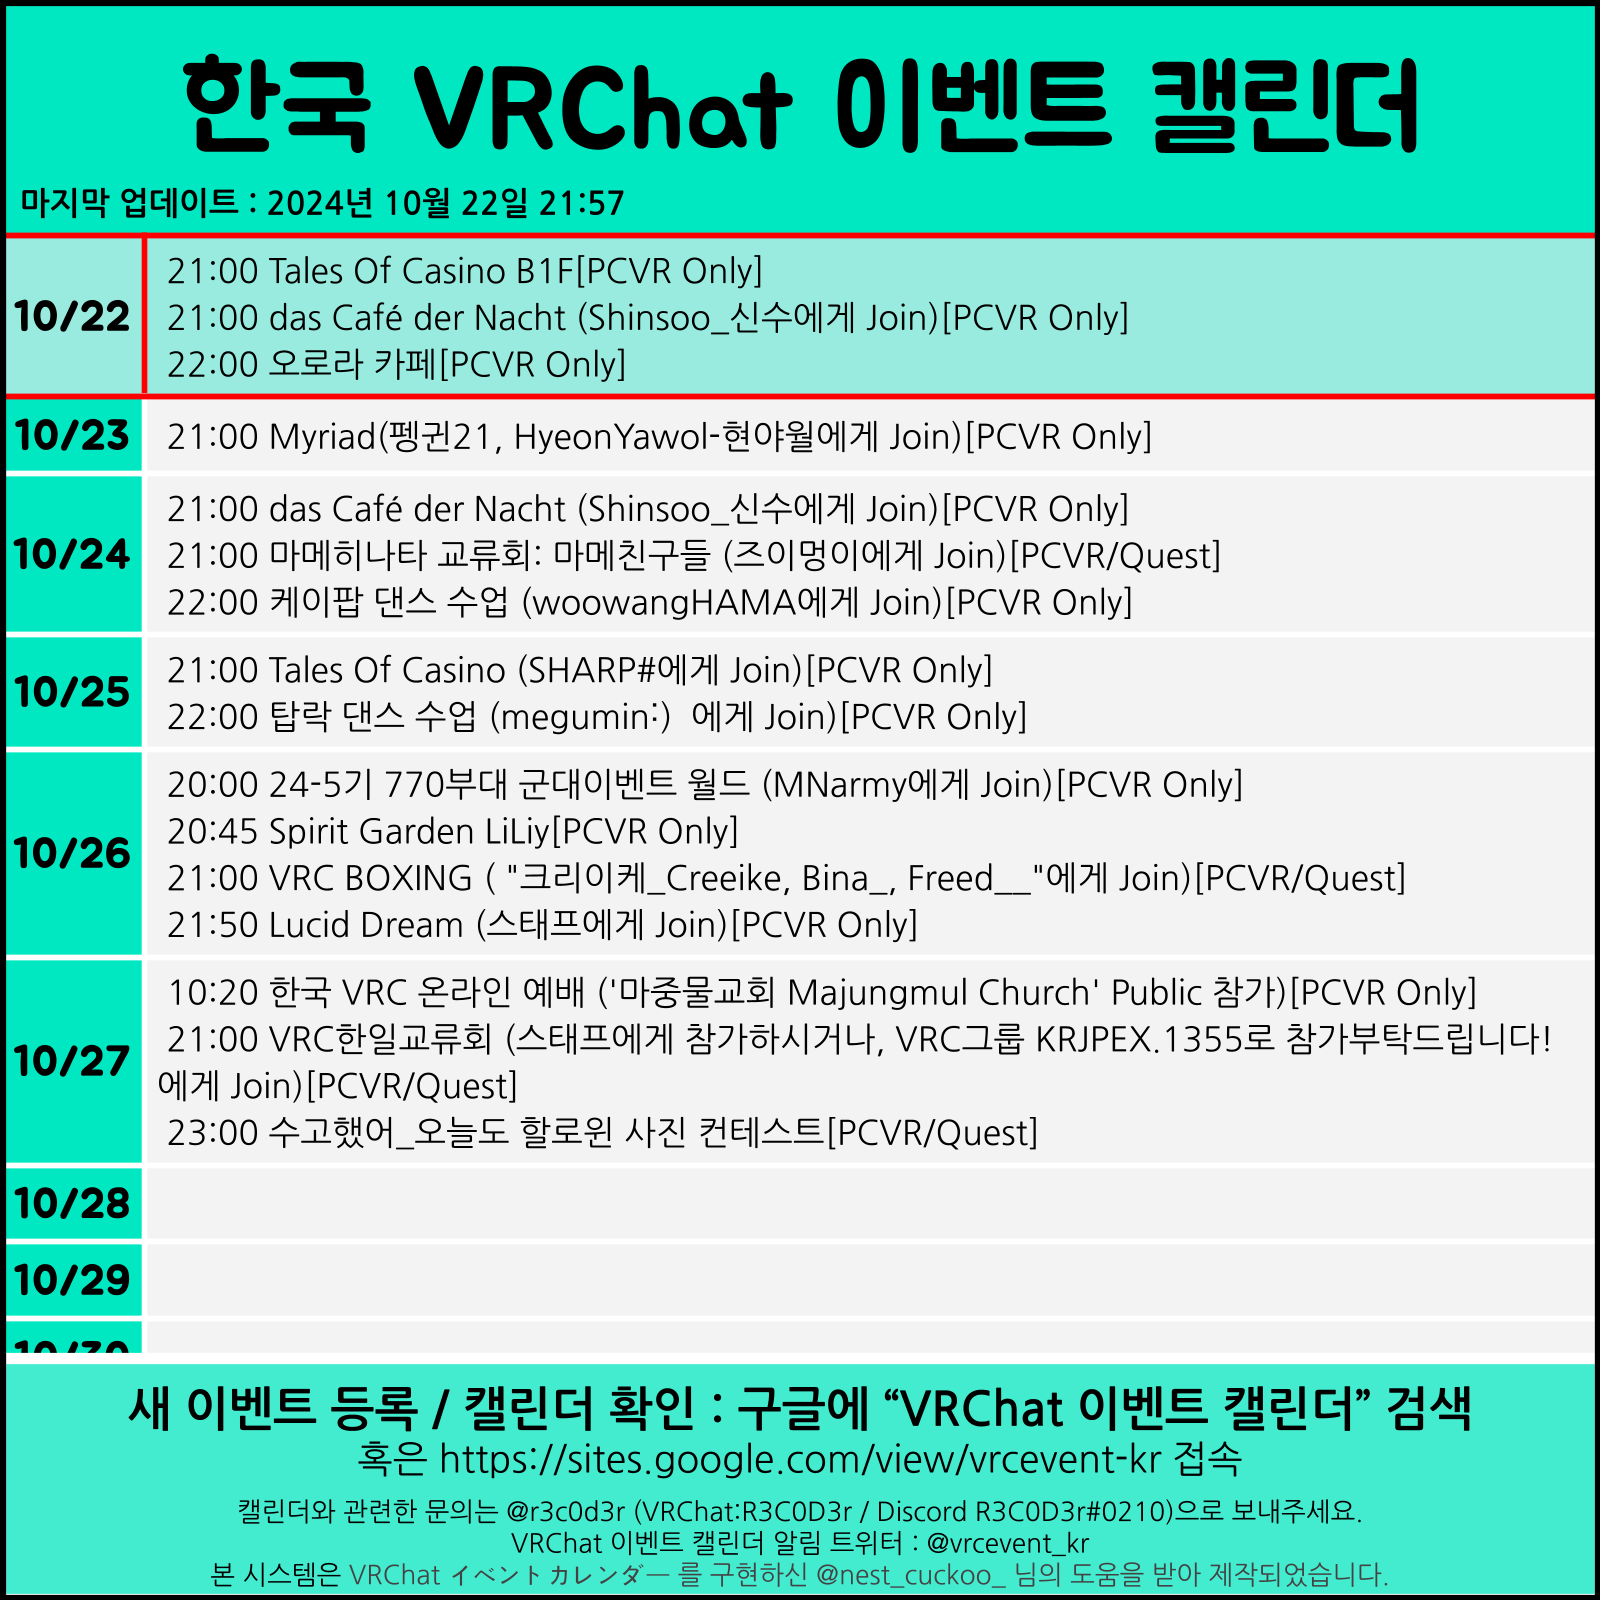 한국 VRChat 이벤트 캘린더
마지막 업데이트 : 2024년 10월 22일 21:57
10/22
21:00 Tales Of Casino B1F[PCVR Only]
21:00 das Café der Nacht (Shinsoo_신수에게 Join)[PCVR Only]
22:00 오로라 카페[PCVR Only]
10/23
21:00 Myriad(펭귄21, HyeonYawol-현야월에게 Join)[PCVR Only]
10/24
21:00 das Café der Nacht (Shinsoo_신수에게 Join)[PCVR Only]
21:00 마메히나타 교류회: 마메친구들 (즈이멍이에게 Join)[PCVR/Quest]
22:00 케이팝 댄스 수업 (woowangHAMA에게 Join)[PCVR Only]
10/25
21:00 Tales Of Casino (SHARP#에게 Join)[PCVR Only]
22:00 탑락 댄스 수업 (megumin:)  에게 Join)[PCVR Only]
10/26
20:00 24-5기 770부대 군대이벤트 월드 (MNarmy에게 Join)[PCVR Only]
20:45 Spirit Garden LiLiy[PCVR Only]
21:00 VRC BOXING ( "크리이케_Creeike, Bina_, Freed__"에게 Join)[PCVR/Quest]
21:50 Lucid Dream (스태프에게 Join)[PCVR Only]
10/27
10:20 한국 VRC 온라인 예배 ('마중물교회 Majungmul Church' Public 참가)[PCVR Only]
21:00 VRC한일교류회 (스태프에게 참가하시거나, VRC그룹 KRJPEX.1355로 참가부탁드립니다!
에게 Join)[PCVR/Quest]
23:00 수고했어_오늘도 할로윈 사진 컨테스트[PCVR/Quest]
10/28
10/29
10/30
새 이벤트 등록 / 캘린더 확인 : 구글에 “VRChat 이벤트 캘린더” 검색
혹은 https://sites.google.com/view/vrcevent-kr 접속
캘린더와 관련한 문의는 @r3c0d3r (VRChat:R3C0D3r / Discord R3C0D3r#0210)으로 보내주세요.
VRChat 이벤트 캘린더 알림 트위터 : @vrcevent_kr
본 시스템은 VRChat イベントカレンダー 를 구현하신 @nest_cuckoo_ 님의 도움을 받아 제작되었습니다.